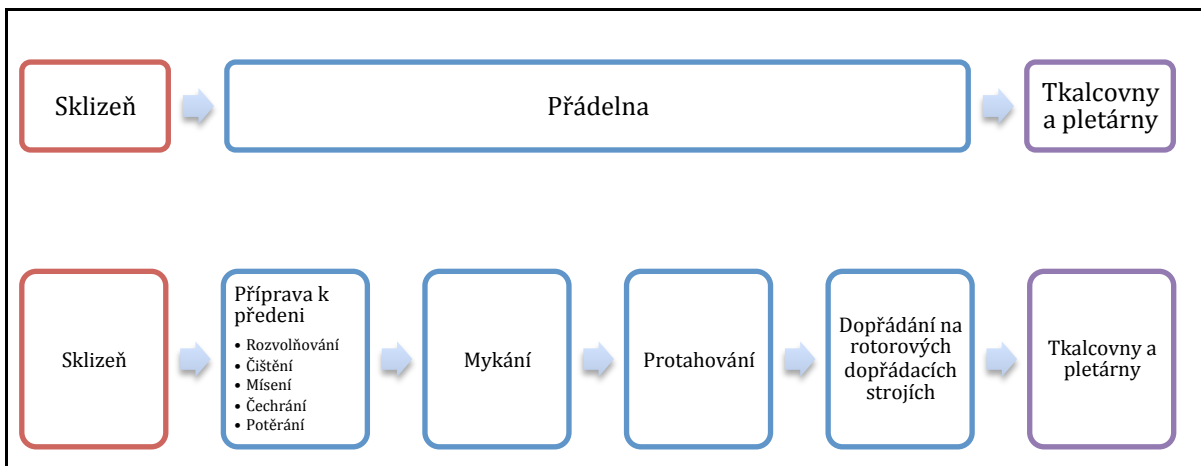 Sklizeň
Přádelna
Tkalcovny
a pletárny
Sklizeň
Příprava k
předeni
• Rozvolňování
• Čištění
• Mísení
• Čechrání
• Potěrání
Mykání
Protahování
Dopřádání na
rotorových
dopřádacích
strojích
Tkalcovny a
pletárny